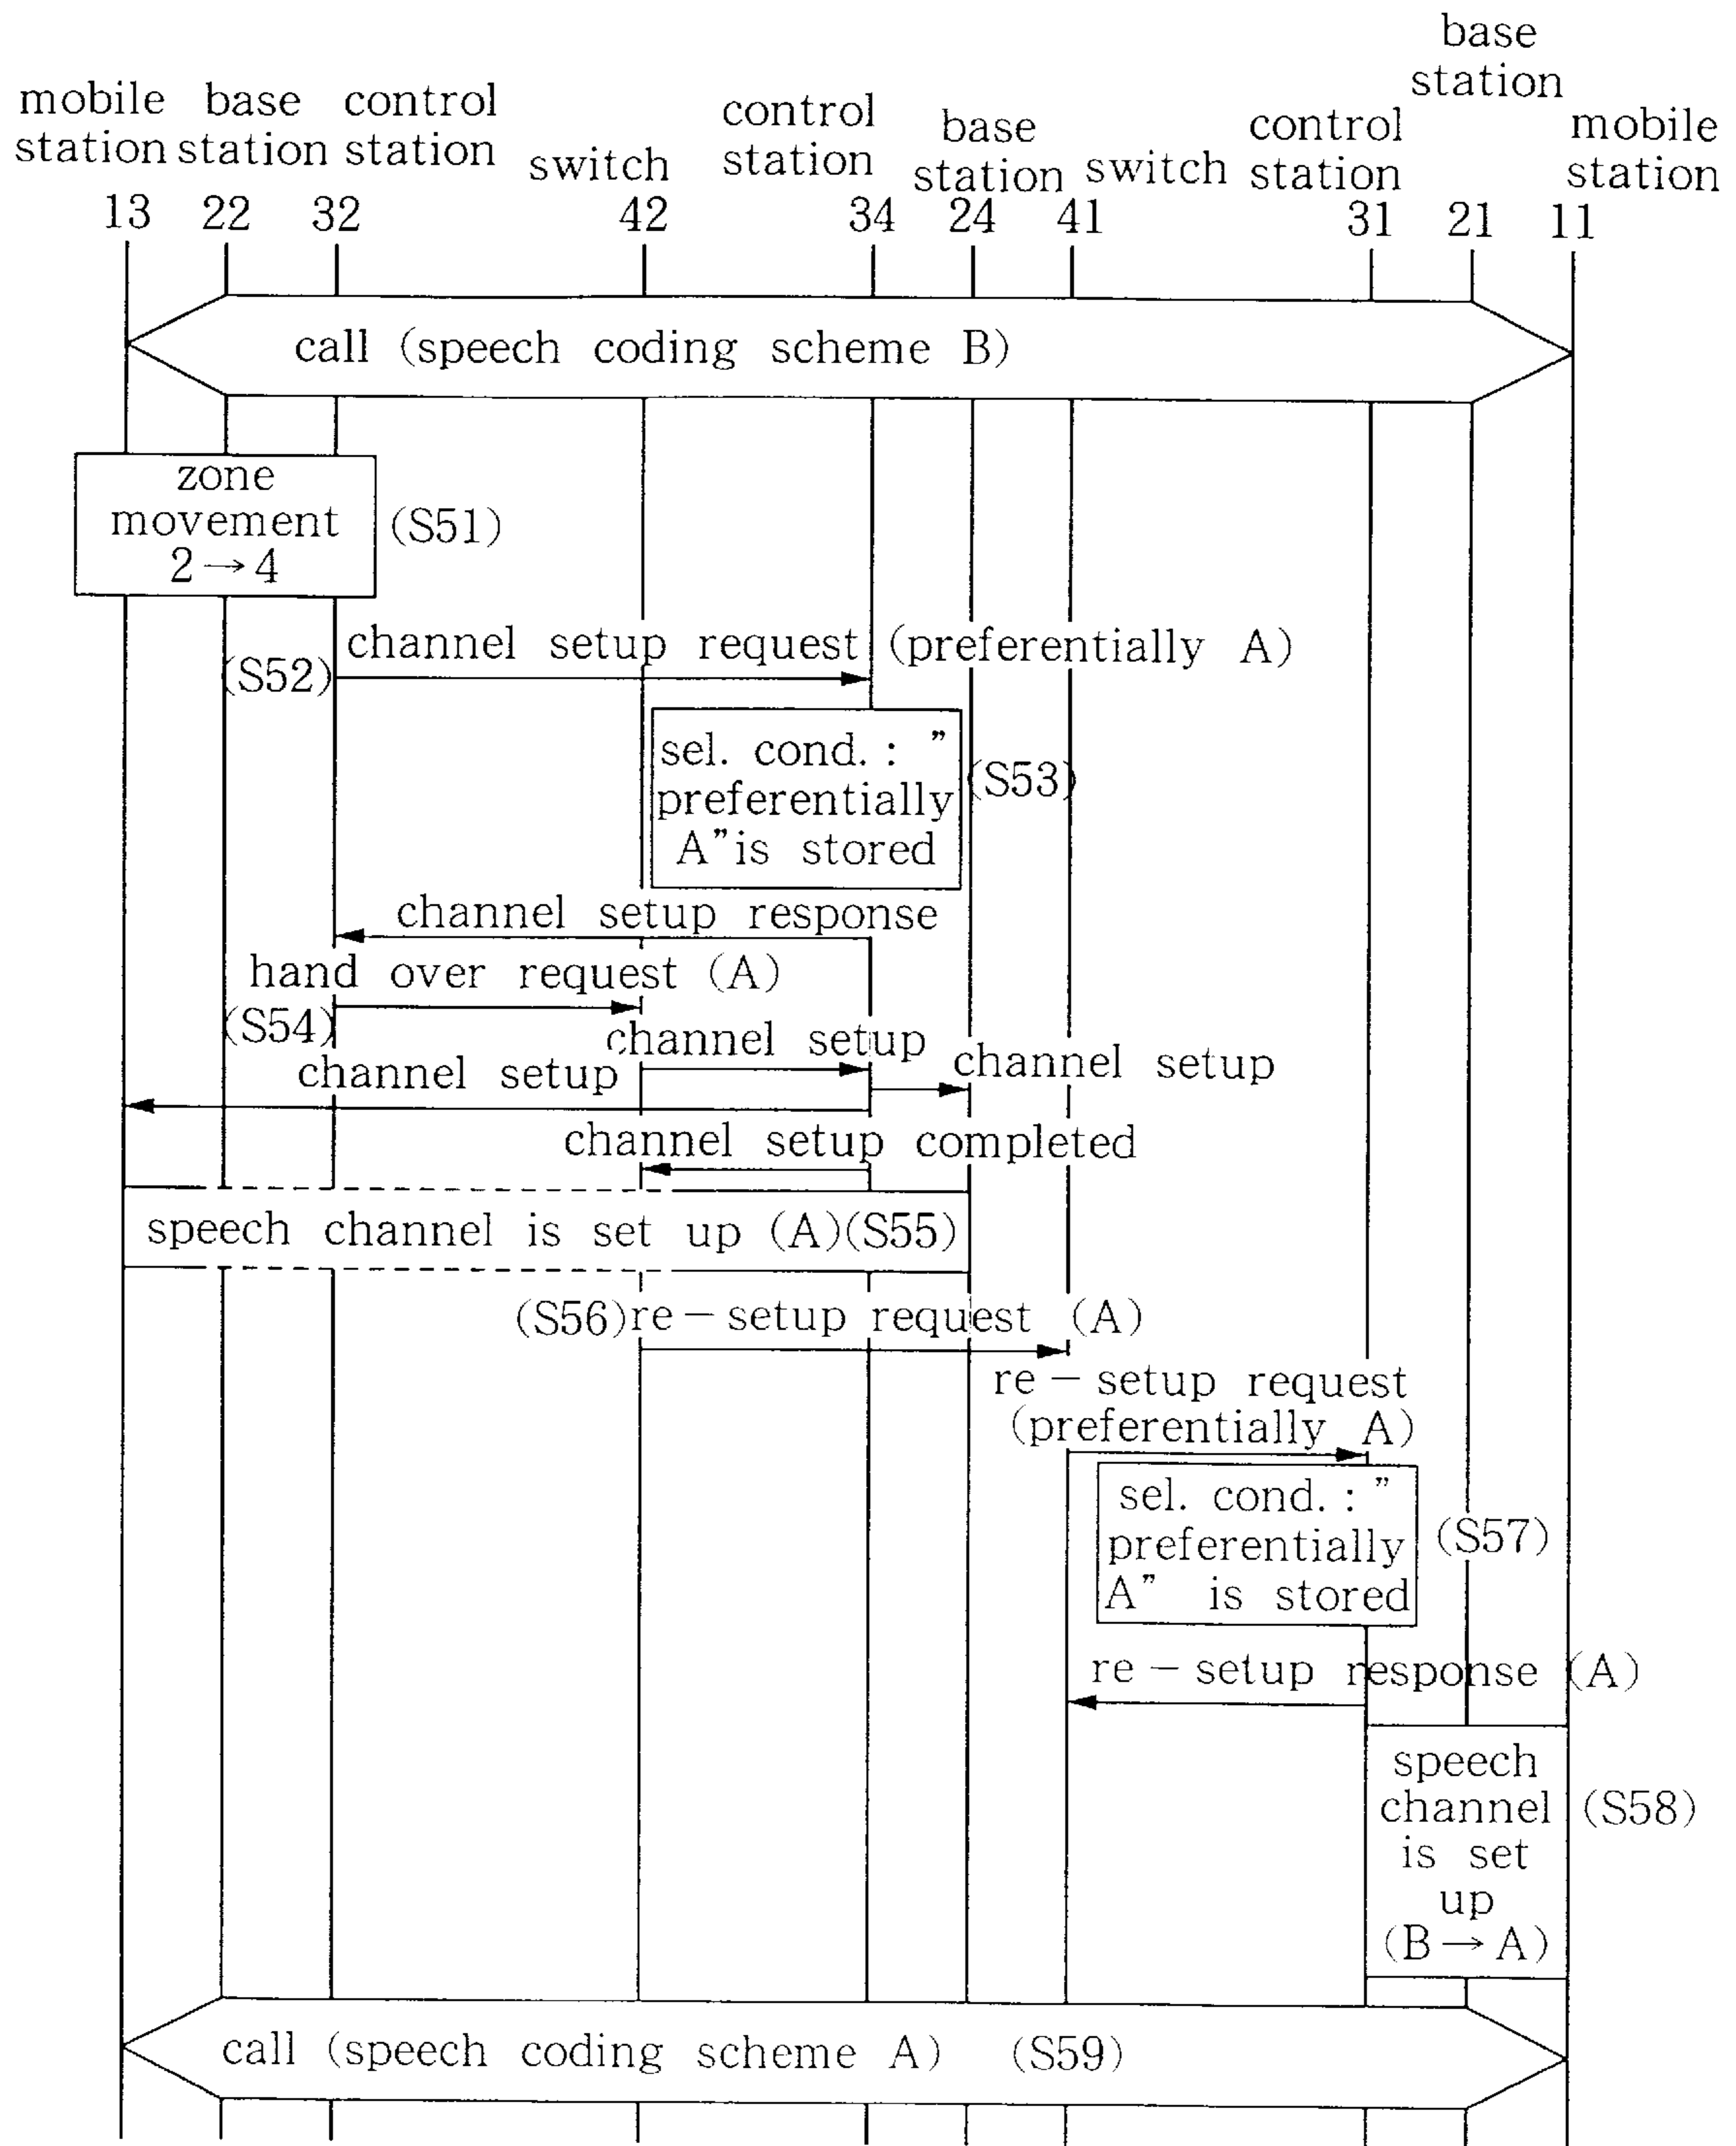 base
station
mobile base control
station station station
control
station
base
station
control
station
mobile
station
switch
switch
13 22 32 42 34 24 41 31 21 11
call (speech coding scheme B)
zone
movement
2→4
(S51)
channel setup request (preferentially A)
(S52)
sel. cond. : ”
preferentially
A”is stored
(S53)
channel setup response
hand over request (A)
(S54)
channel setup
channel setup
channel setup
channel setup completed
speech channel is set up (A)(S55)
(S56)re-setup request (A)
re-setup request
(preferentially A)
sel. cond. : ”
preferentially
A” is stored
(S57)
re-setup response (A)
speech
channel
is set
up
(B→A)
(S58)
call (speech coding scheme A) (S59)